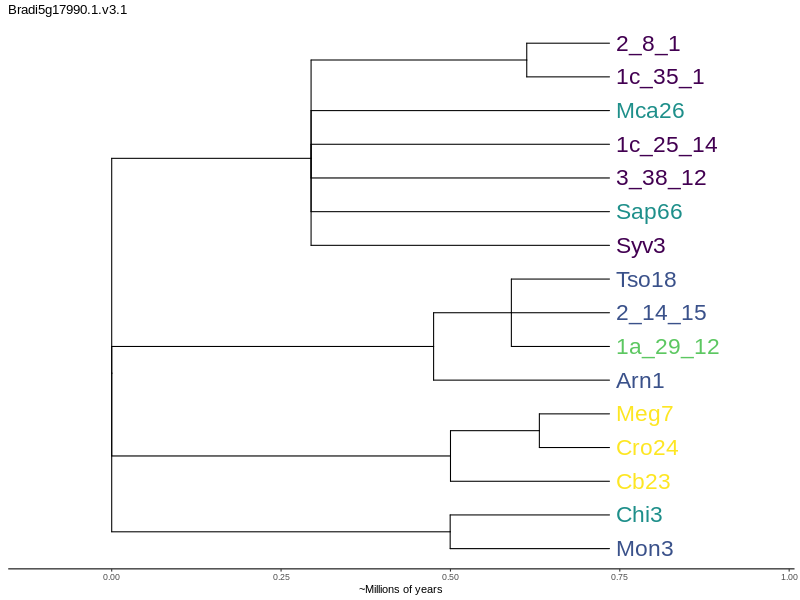 Bradi5g17990.1.v3.1
2_8_1
1c_35_1
Mca26
1c_25_14
3_38_12
Sap66
Syv3
Tso18
2_14_15
1a_29_12
Arn1
Meg7
Cro24
Cb23
Chi3
Mon3
0.00 0.25 0.50 0.75 1.00
~Millions of years